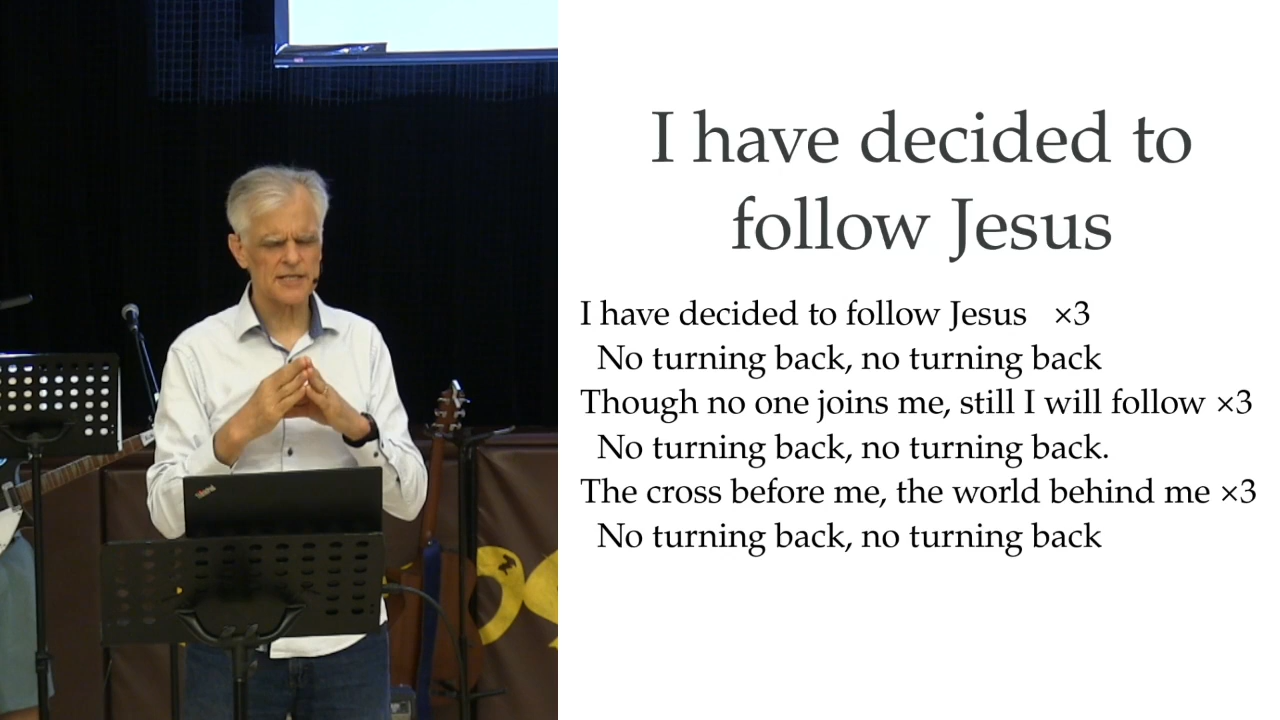 I have decided to
follow Jesus
I have decided to follow Jesus ×3
No turning back, no turning back
Though no one joins me, still I will follow ×3
No turning back, no turning back.
The cross before me, the world behind me ×3
No turning back, no turning back
ThinkPad